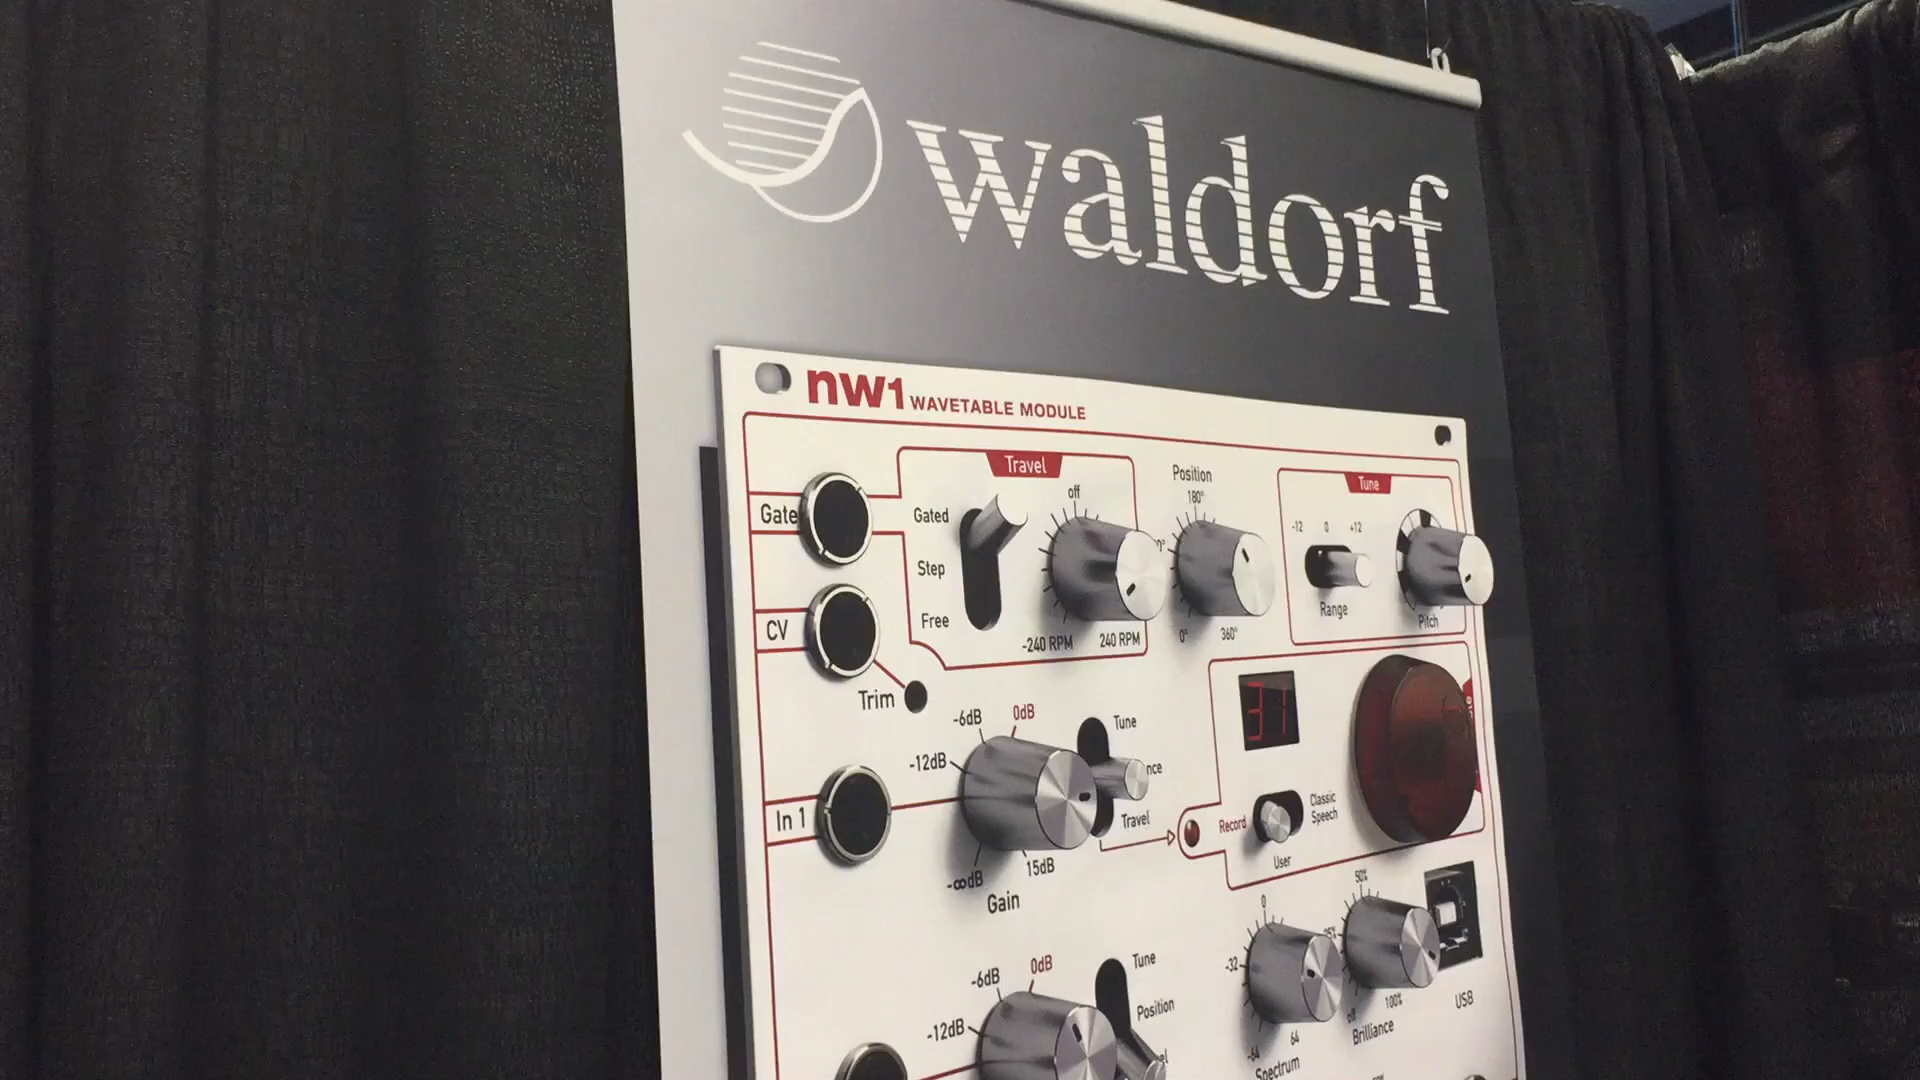 waldorf
nw1 WAVETABLE MODULE
Travel
Position
Tune
off
180°
Gate
Gated
-12 0 +12
Step
Range
Pitch
Free
CV
-240 RPM 240 RPM
0° 360°
Trim
31
-6dB 0dB
Tune
-12dB
Classic
Speech
Record
In 1
Travel
User
-∞dB 15dB
Gain
50%
0
-6dB 0dB
Tune
-32
Position
-12dB
USB
off 100%
Brilliance
-64 64
Spectrum